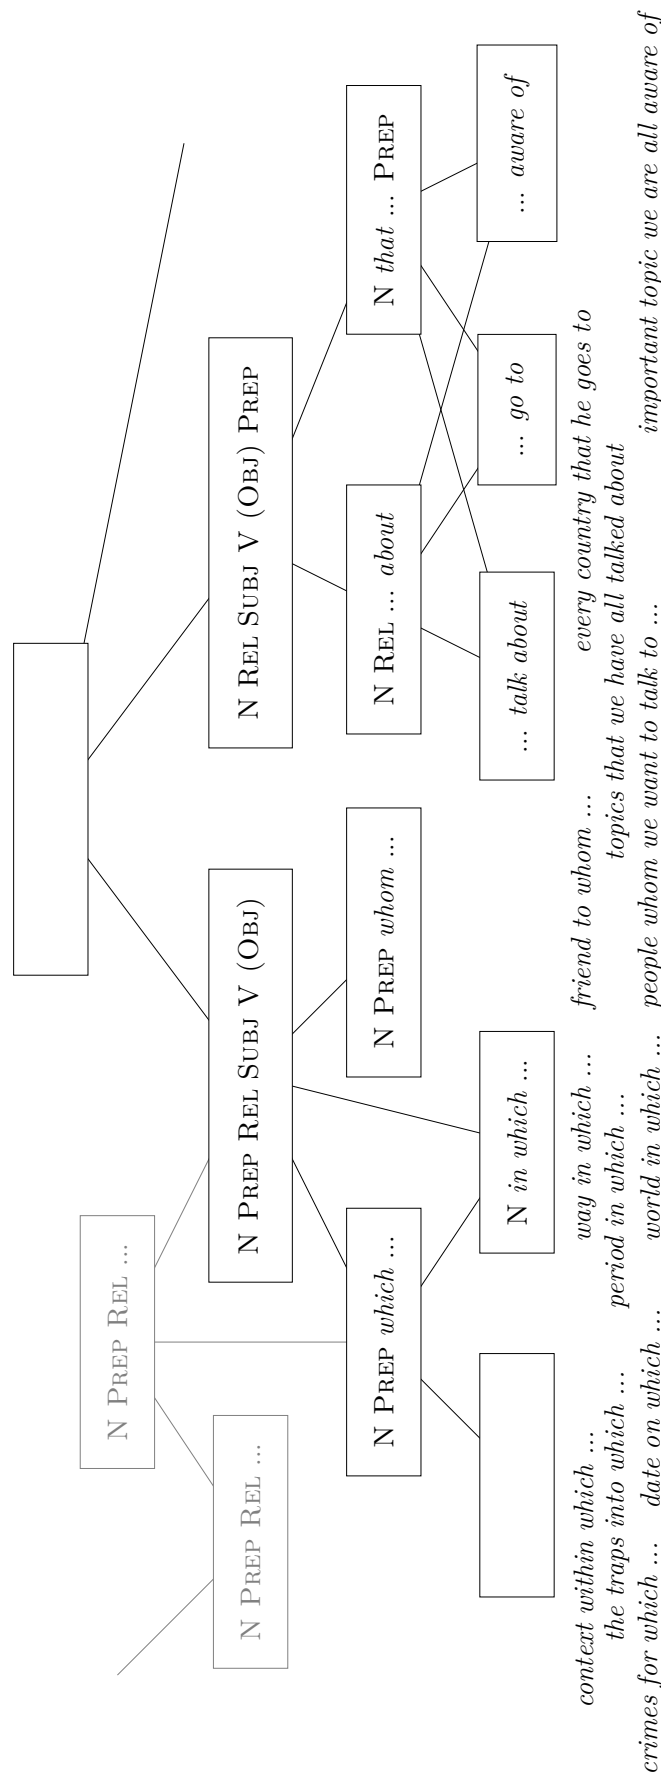 N PREP REL ...
N PREP REL ...
N PREP REL SUBJ V (OBJ)
N REL SUBJ V (OBJ) PREP
N PREP which ...
N PREP whom ...
N REL ... about
N that ... PREP
N in which ...
... talk about
... go to
... aware of
context within which ...
way in which ...
friend to whom ...
every country that he goes to
the traps into which ...
period in which ...
topics that we have all talked about
crimes for which ...
date on which ...
world in which ...
people whom we want to talk to ...
important topic we are all aware of